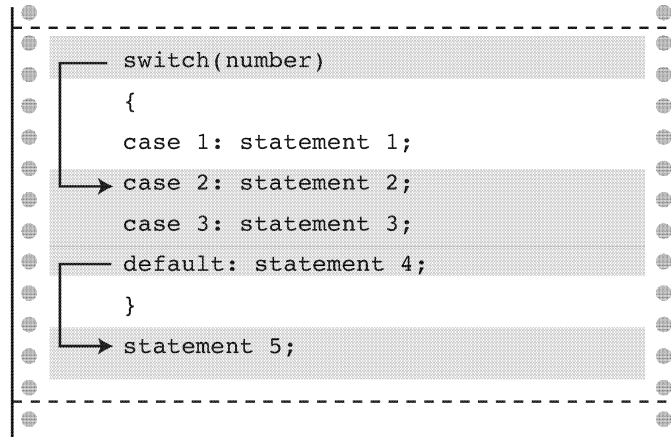 switch(number)
{
case 1: statement 1;
case 2: statement 2;
case 3: statement 3;
default: statement 4;
}
statement 5;